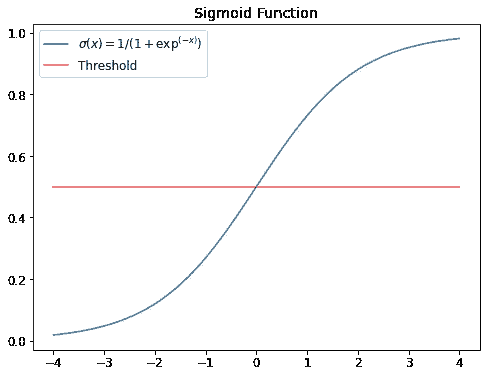 Sigmoid Function
σ(x) = 1/(1 + exp^(−x))
Threshold
1.0
0.8
0.6
0.4
0.2
0.0
−4 −3 −2 −1 0 1 2 3 4